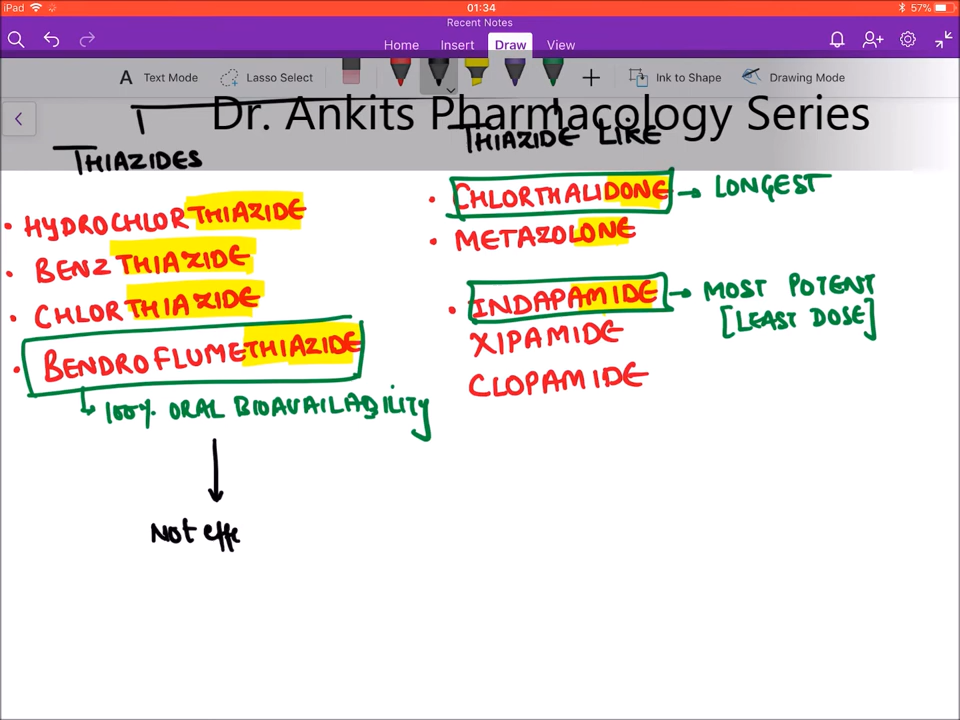 iPad 01:34 57%
Recent Notes
Home Insert Draw View
A Text Mode Lasso Select Ink to Shape Drawing Mode
Dr. Ankits Pharmacology Series
THIAZIDES
• HYDROCHLORTHIAZIDE
• BENZTHIAZIDE
• CHLORTHIAZIDE
• BENDROFLUMETHIAZIDE
100% ORAL BIOAVAILABILITY
Not effe
THIAZIDE LIKE
• CHLORTHALIDONE → LONGEST
• METAZOLONE
• INDAPAMIDE → MOST POTENT
[LEAST DOSE]
XIPAMIDE
CLOPAMIDE